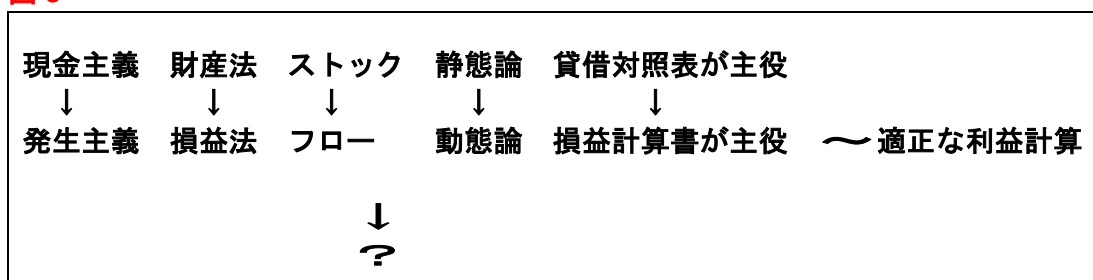 現金主義 財産法 ストック 静態論 貸借対照表が主役
↓ ↓ ↓ ↓ ↓
発生主義 損益法 フロー 動態論 損益計算書が主役 ～適正な利益計算
↓
?